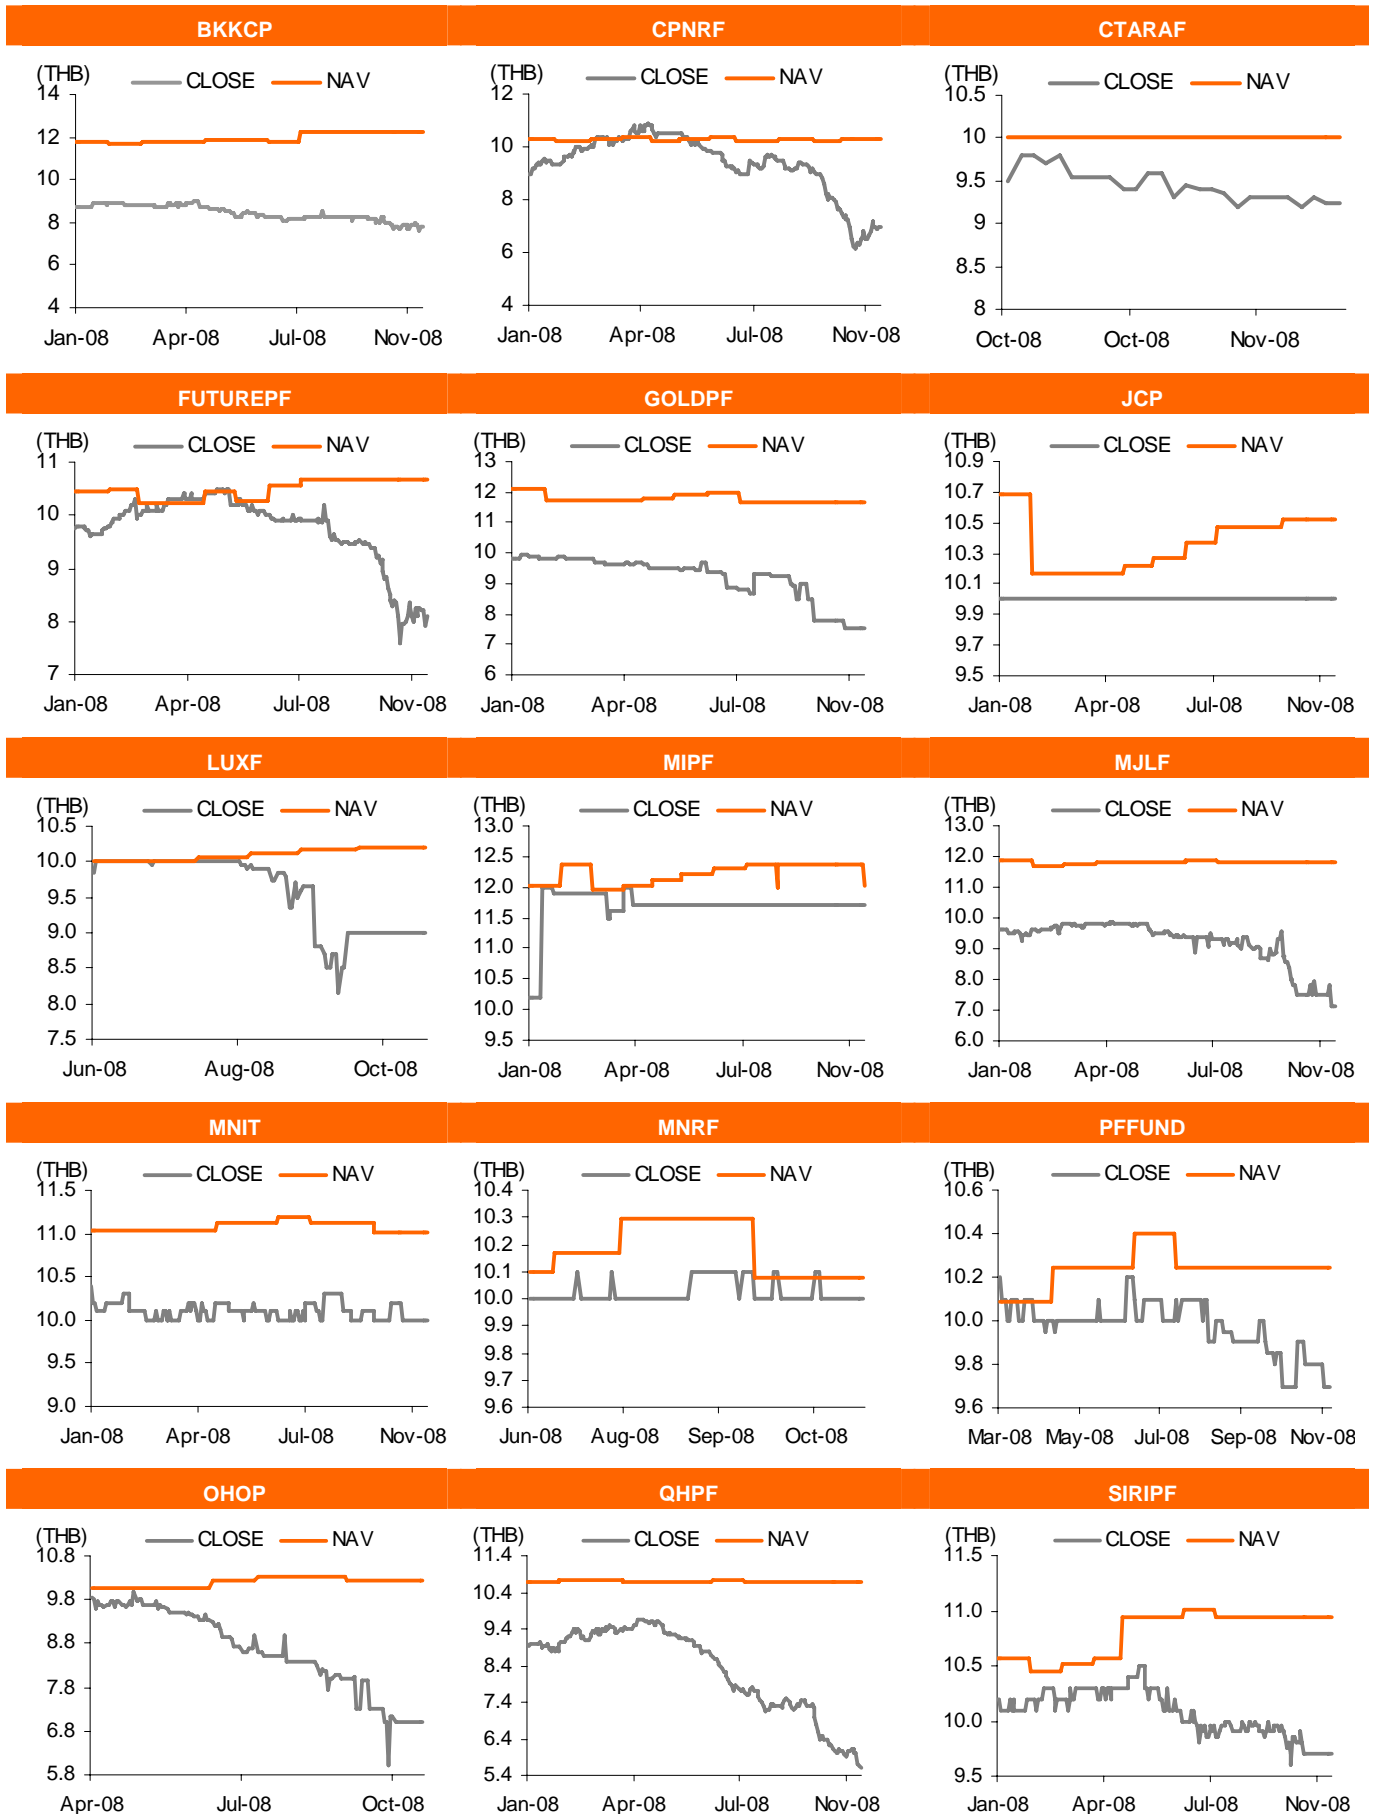 BKKCP
CPNRF
CTARAF
(THB)
CLOSE
NAV
14
12
10
8
6
4
Jan-08
Apr-08
Jul-08
Nov-08
(THB)
CLOSE
NAV
12
10
8
6
4
Jan-08
Apr-08
Jul-08
Nov-08
(THB)
CLOSE
NAV
10.5
10
9.5
9
8.5
8
Oct-08
Oct-08
Nov-08
FUTUREPF
GOLDPF
JCP
(THB)
CLOSE
NAV
11
10
9
8
7
Jan-08
Apr-08
Jul-08
Nov-08
(THB)
CLOSE
NAV
13
12
11
10
9
8
7
6
Jan-08
Apr-08
Jul-08
Nov-08
(THB)
CLOSE
NAV
10.9
10.7
10.5
10.3
10.1
9.9
9.7
9.5
Jan-08
Apr-08
Jul-08
Nov-08
LUXF
MIPF
MJLF
(THB)
CLOSE
NAV
10.5
10.0
9.5
9.0
8.5
8.0
7.5
Jun-08
Aug-08
Oct-08
(THB)
CLOSE
NAV
13.0
12.5
12.0
11.5
11.0
10.5
10.0
9.5
Jan-08
Apr-08
Jul-08
Nov-08
(THB)
CLOSE
NAV
13.0
12.0
11.0
10.0
9.0
8.0
7.0
6.0
Jan-08
Apr-08
Jul-08
Nov-08
MNIT
MNRF
PFFUND
(THB)
CLOSE
NAV
11.5
11.0
10.5
10.0
9.5
9.0
Jan-08
Apr-08
Jul-08
Nov-08
(THB)
CLOSE
NAV
10.4
10.3
10.2
10.1
10.0
9.9
9.8
9.7
9.6
Jun-08
Aug-08
Sep-08
Oct-08
(THB)
CLOSE
NAV
10.6
10.4
10.2
10.0
9.8
9.6
Mar-08
May-08
Jul-08
Sep-08
Nov-08
OHOP
QHPF
SIRIPF
(THB)
CLOSE
NAV
10.8
9.8
8.8
7.8
6.8
5.8
Apr-08
Jul-08
Oct-08
(THB)
CLOSE
NAV
11.4
10.4
9.4
8.4
7.4
6.4
5.4
Jan-08
Apr-08
Jul-08
Nov-08
(THB)
CLOSE
NAV
11.5
11.0
10.5
10.0
9.5
Jan-08
Apr-08
Jul-08
Nov-08